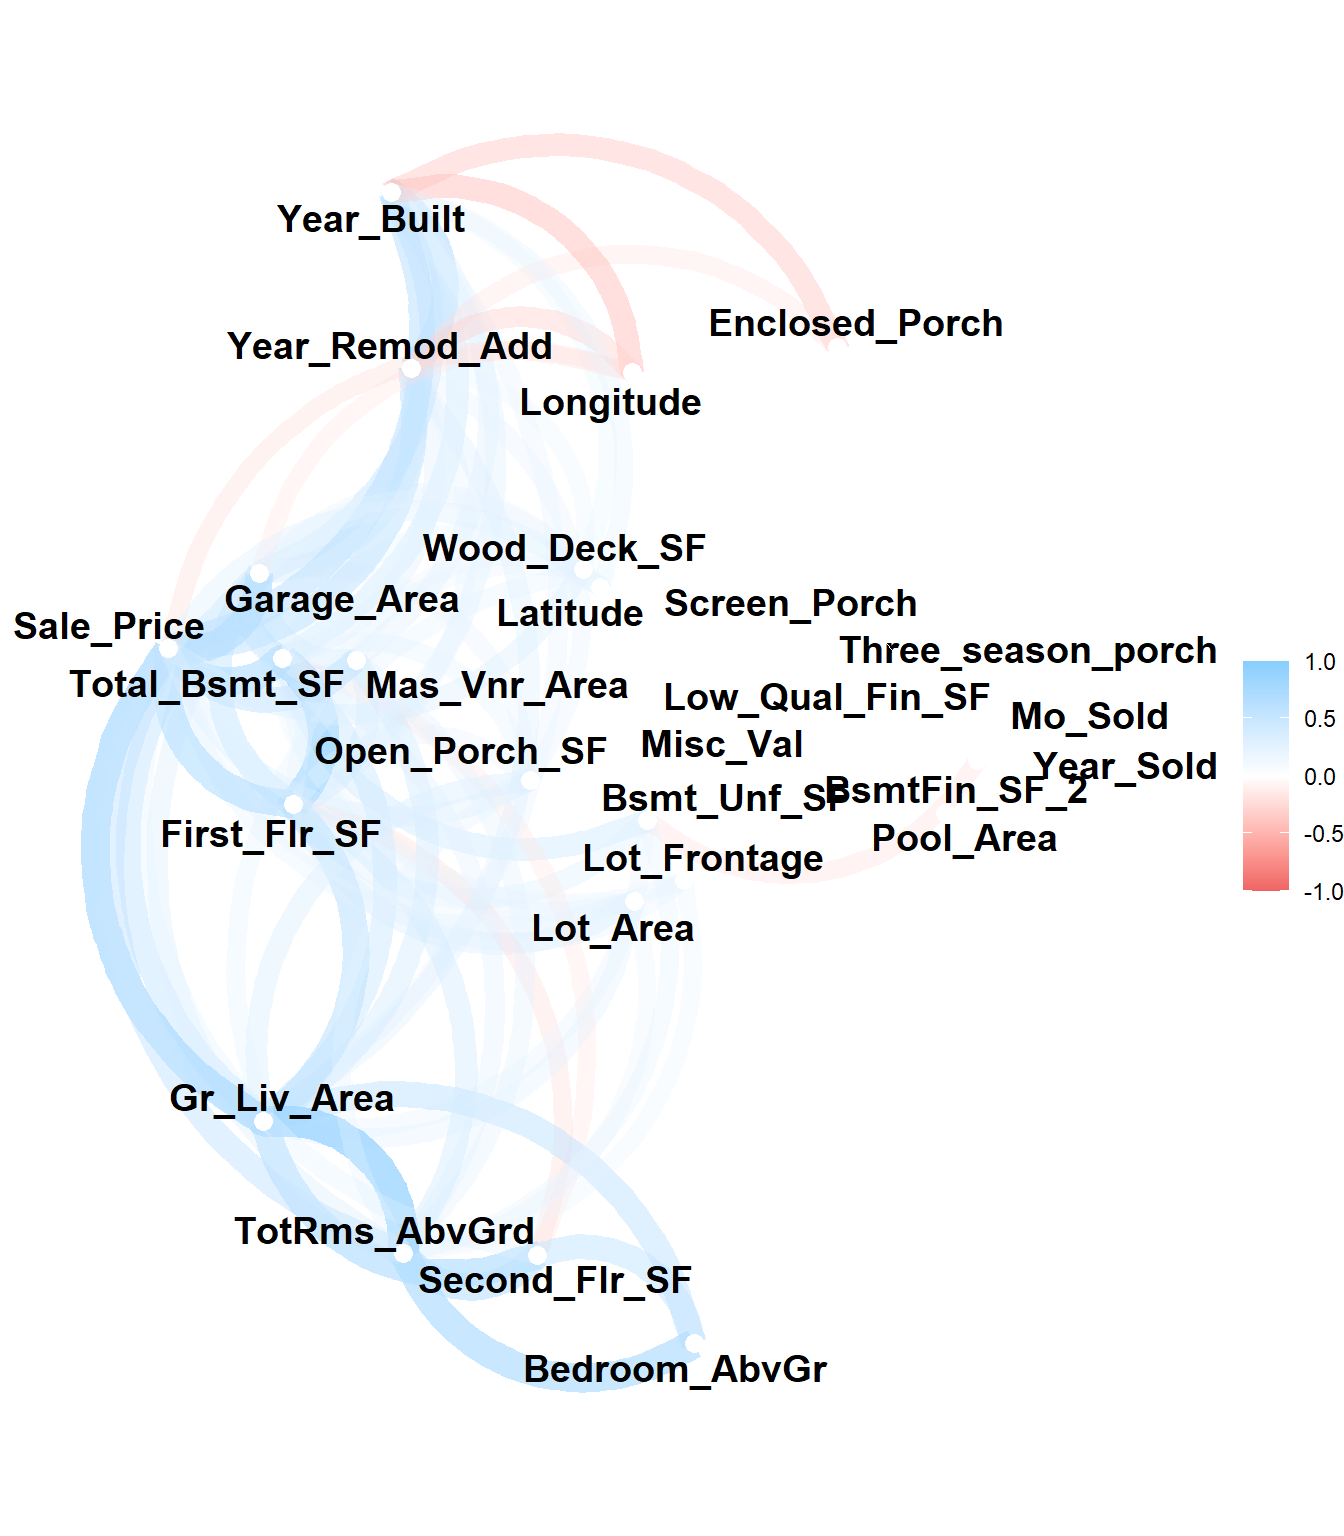 Year_Built
Enclosed_Porch
Year_Remod_Add
Longitude
Wood_Deck_SF
Garage_Area
Latitude
Screen_Porch
Sale_Price
Three_season_porch
Total_Bsmt_SF
Mas_Vnr_Area
Low_Qual_Fin_SF
Mo_Sold
Open_Porch_SF
Misc_Val
Year_Sold
Bsmt_Unf_SF
BsmtFin_SF_2
First_Flr_SF
Pool_Area
Lot_Frontage
Lot_Area
Gr_Liv_Area
TotRms_AbvGrd
Second_Flr_SF
Bedroom_AbvGr
1.0
0.5
0.0
-0.5
-1.0